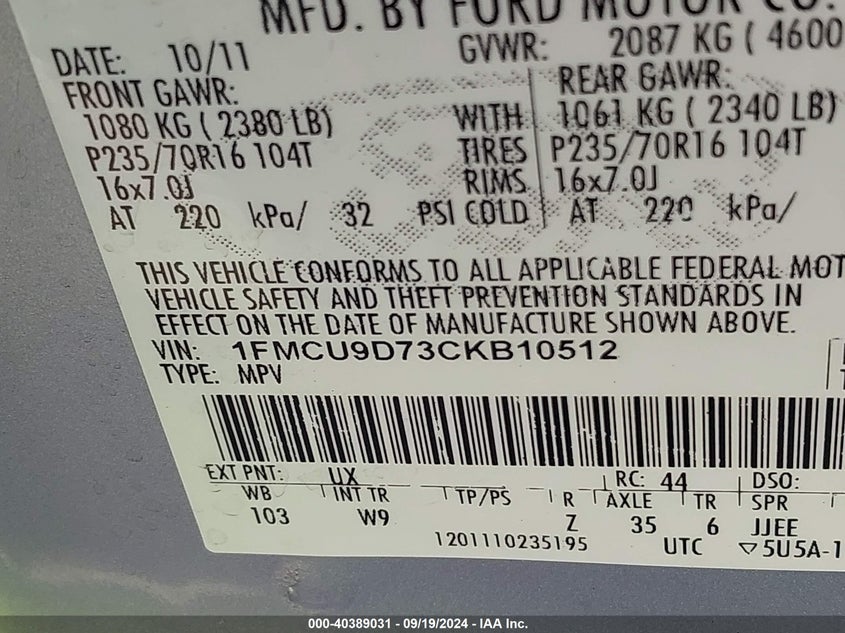 MFD. BY FORD MOTOR CO.
DATE: 10/11 GVWR: 2087 KG ( 4600
FRONT GAWR: REAR GAWR:
1080 KG ( 2380 LB) WITH 1061 KG ( 2340 LB)
P235/70R16 104T TIRES P235/70R16 104T
16x7.0J RIMS 16x7.0J
AT 220 kPa/ 32 PSI COLD AT 220 kPa/
THIS VEHICLE CONFORMS TO ALL APPLICABLE FEDERAL MOT
VEHICLE SAFETY AND THEFT PREVENTION STANDARDS IN
EFFECT ON THE DATE OF MANUFACTURE SHOWN ABOVE.
VIN: 1FMCU9D73CKB10512
TYPE: MPV
EXT PNT: UX RC: 44 DSO:
WB INT TR TP/PS R AXLE TR SPR
103 W9 Z 35 6 JJEE
1201110235195 UTC ▽5U5A-1
000-40389031 - 09/19/2024 - IAA Inc.